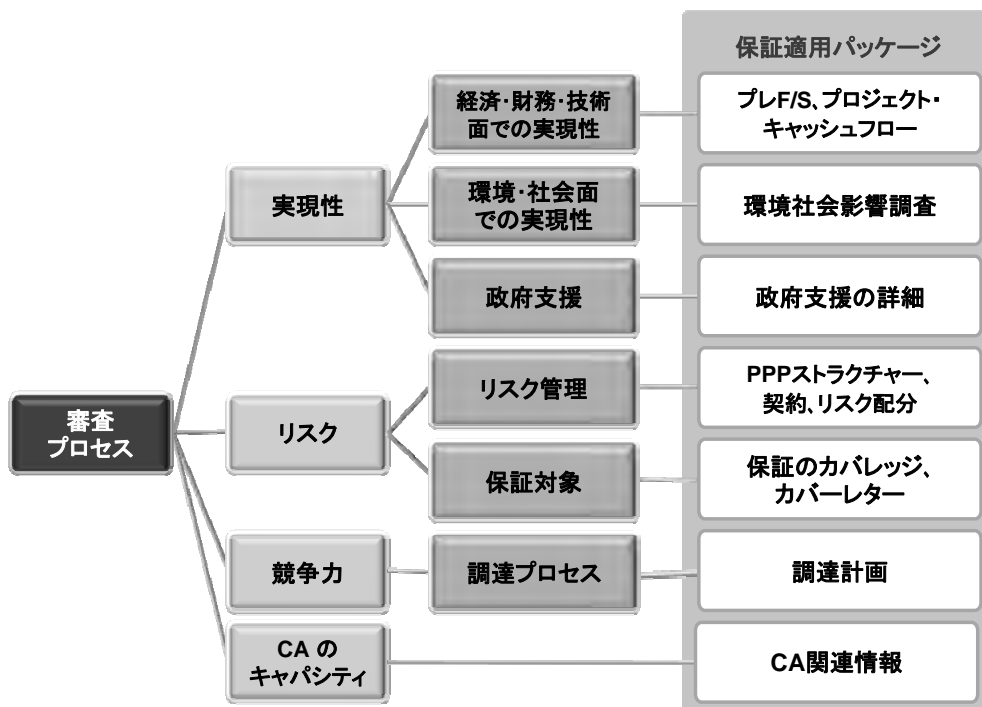 保証適用パッケージ
経済・財務・技術
面での実現性
プレF/S、プロジェクト・
キャッシュフロー
実現性
環境・社会面
での実現性
環境社会影響調査
政府支援
政府支援の詳細
審査
プロセス
リスク
リスク管理
PPPストラクチャー、
契約、リスク配分
保証対象
保証のカバレッジ、
カバーレター
競争力
調達プロセス
調達計画
CA の
キャパシティ
CA関連情報